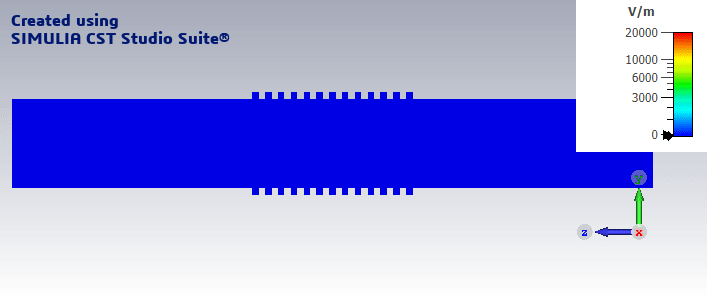 Created using
SIMULIA CST Studio Suite®
V/m
20000
10000
6000
3000
0
Y
z
x